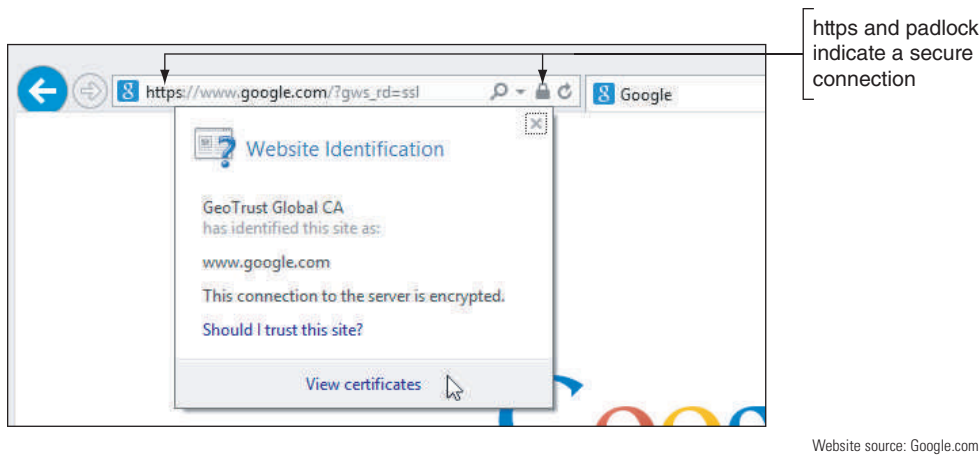 https and padlock
indicate a secure
connection
https://www.google.com/?gws_rd=ssl
Google
Website Identification
GeoTrust Global CA
has identified this site as:
www.google.com
This connection to the server is encrypted.
Should I trust this site?
View certificates
Goog
Website source: Google.com